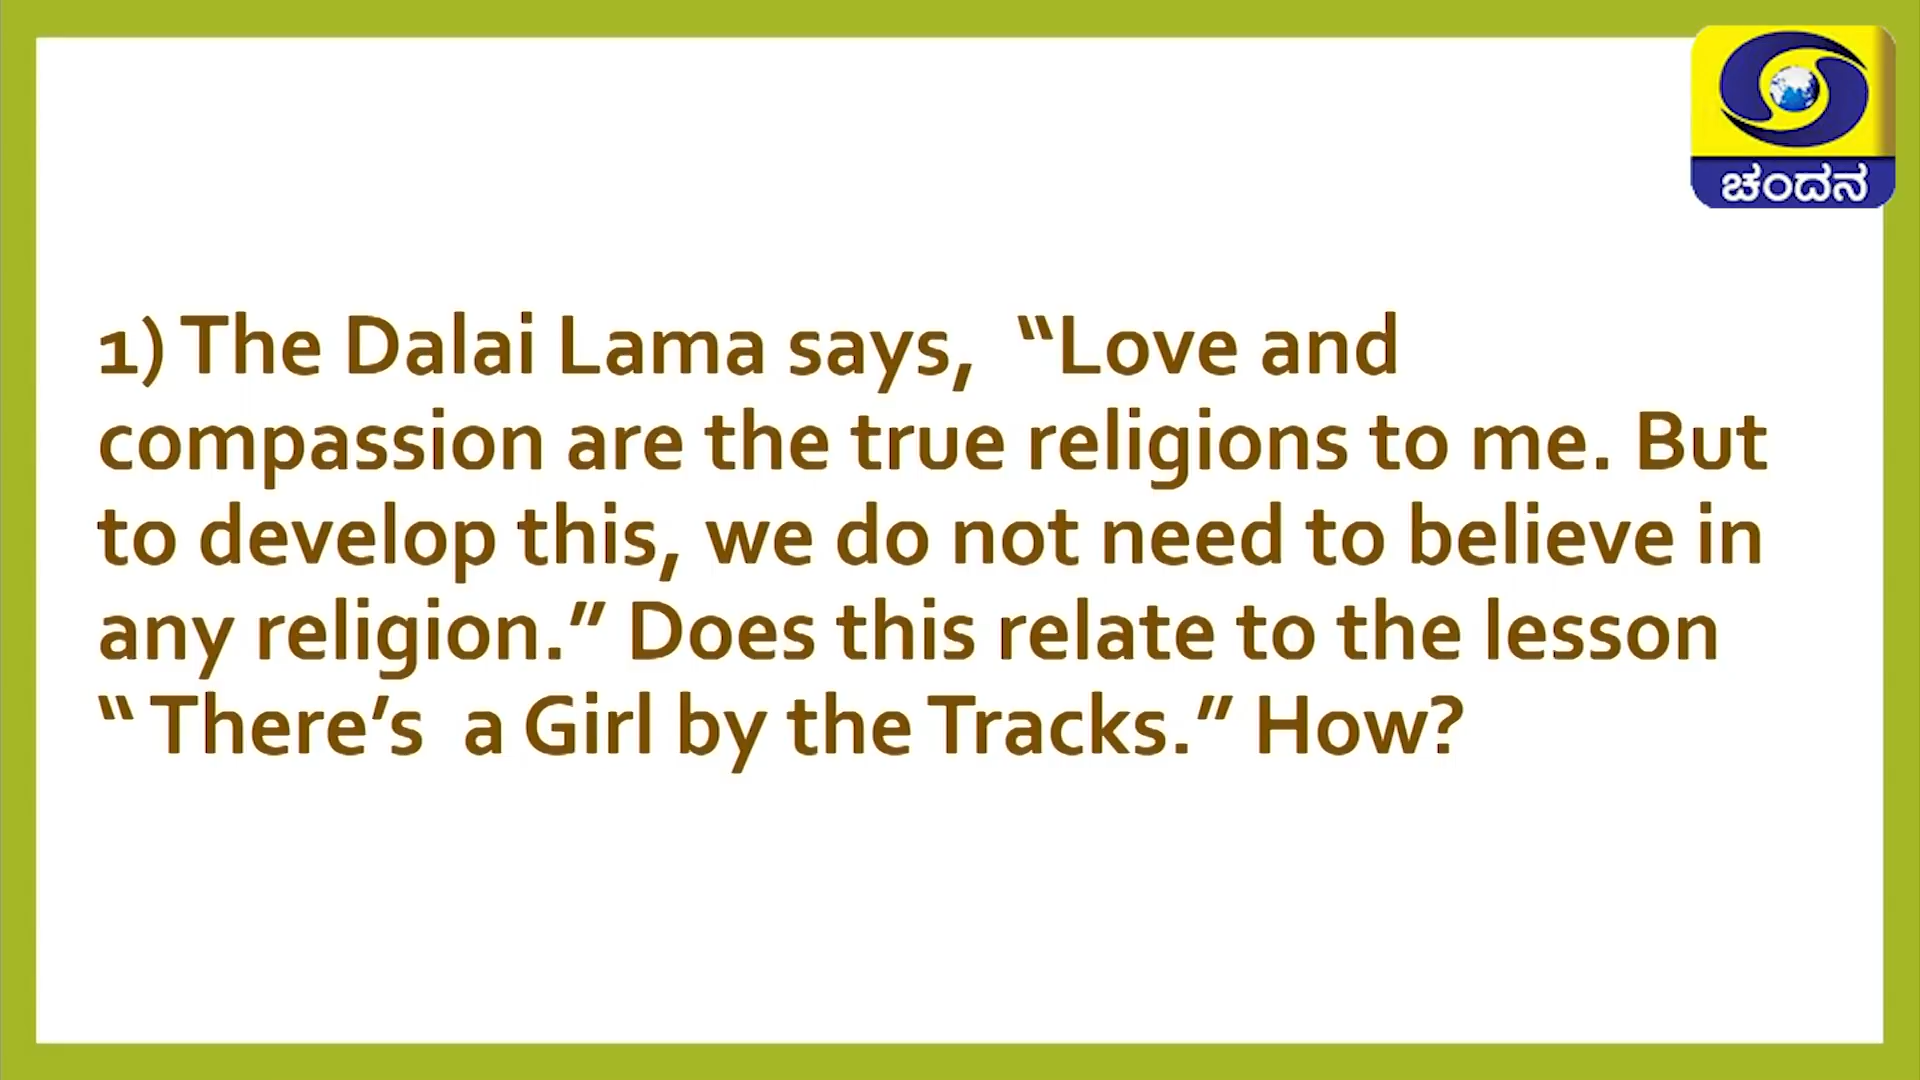 ಚಂದನ
1) The Dalai Lama says, “Love and
compassion are the true religions to me. But
to develop this, we do not need to believe in
any religion.” Does this relate to the lesson
“ There’s a Girl by the Tracks.” How?